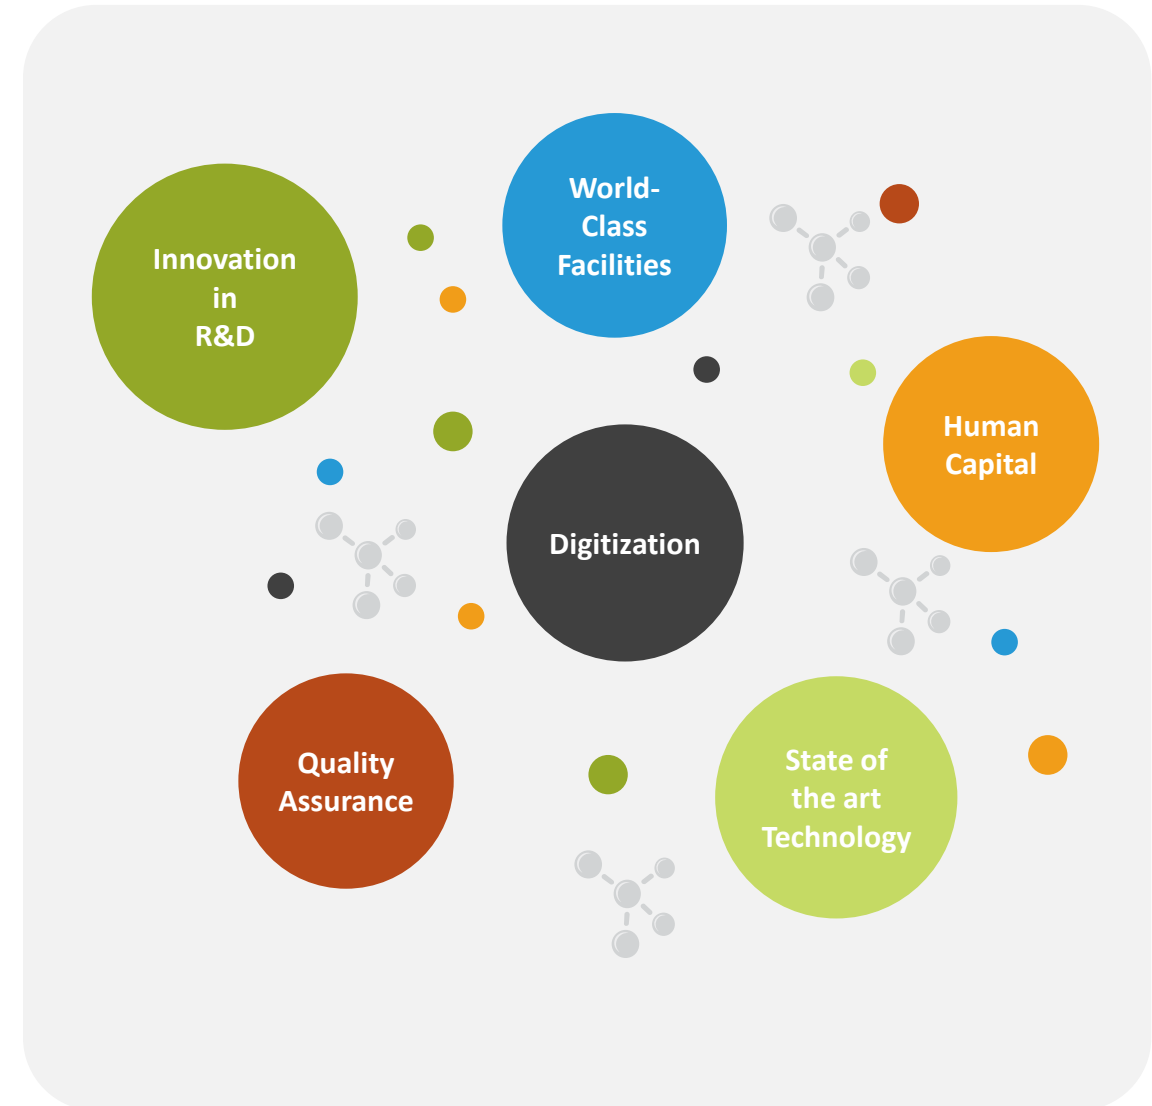 World-
Class
Facilities
Innovation
in
R&D
Human
Capital
Digitization
Quality
Assurance
State of
the art
Technology